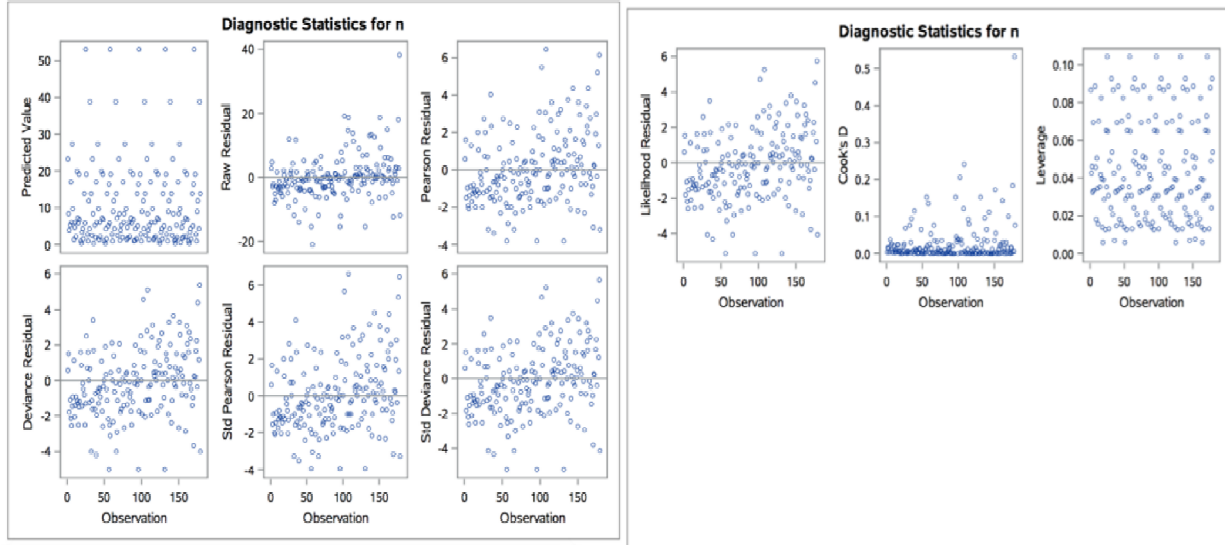 Diagnostic Statistics for n
Predicted Value
50
40
30
20
10
0
Raw Residual
40
20
0
-20
Pearson Residual
6
4
2
0
-2
-4
Deviance Residual
6
4
2
0
-2
-4
0 50 100 150
Observation
Std Pearson Residual
6
4
2
0
-2
-4
0 50 100 150
Observation
Std Deviance Residual
6
4
2
0
-2
-4
0 50 100 150
Observation
Diagnostic Statistics for n
Likelihood Residual
6
4
2
0
-2
-4
0 50 100 150
Observation
Cook's D
0.5
0.4
0.3
0.2
0.1
0.0
0 50 100 150
Observation
Leverage
0.10
0.08
0.06
0.04
0.02
0.00
0 50 100 150
Observation